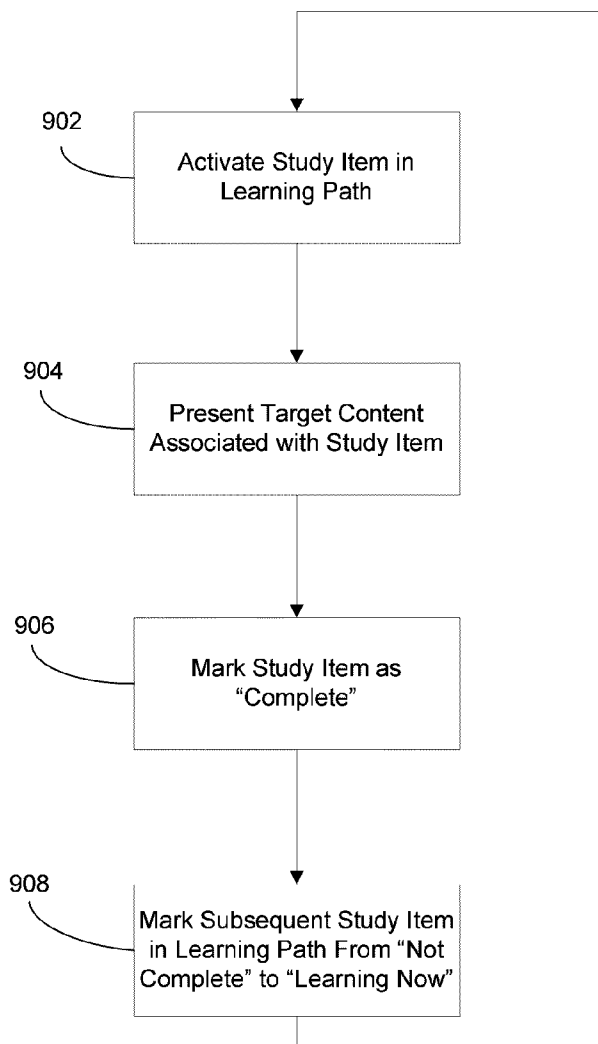 902
Activate Study Item in
Learning Path
904
Present Target Content
Associated with Study Item
906
Mark Study Item as
“Complete”
908
Mark Subsequent Study Item
in Learning Path From “Not
Complete” to “Learning Now”